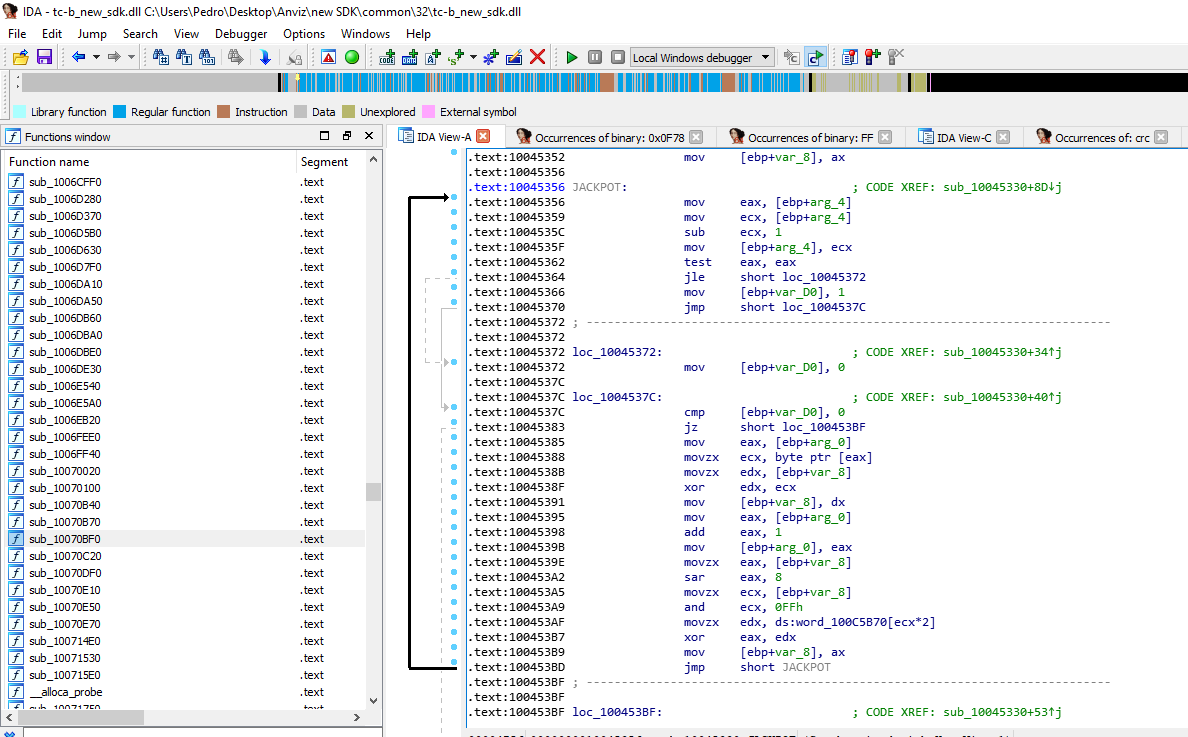 IDA - tc-b_new_sdk.dll C:\Users\Pedro\Desktop\Anviz\new SDK\common\32\tc-b_new_sdk.dll
File Edit Jump Search View Debugger Options Windows Help
Local Windows debugger
Library function Regular function Instruction Data Unexplored External symbol
Functions window
Function name Segment
sub_1006CFF0 .text
sub_1006D280 .text
sub_1006D370 .text
sub_1006D5B0 .text
sub_1006D630 .text
sub_1006D7F0 .text
sub_1006DA10 .text
sub_1006DA50 .text
sub_1006DB60 .text
sub_1006DBA0 .text
sub_1006DBE0 .text
sub_1006DE30 .text
sub_1006E540 .text
sub_1006E5A0 .text
sub_1006EB20 .text
sub_1006FEE0 .text
sub_1006FF40 .text
sub_10070020 .text
sub_10070100 .text
sub_10070B40 .text
sub_10070B70 .text
sub_10070BF0 .text
sub_10070C20 .text
sub_10070DF0 .text
sub_10070E10 .text
sub_10070E50 .text
sub_10070E70 .text
sub_100714E0 .text
sub_10071530 .text
sub_100715E0 .text
__alloca_probe .text
IDA View-A Occurrences of binary: 0x0F78 Occurrences of binary: FF IDA View-C Occurrences of: crc
.text:10045352 mov [ebp+var_8], ax
.text:10045356
.text:10045356 JACKPOT: ; CODE XREF: sub_10045330+8D↓j
.text:10045356 mov eax, [ebp+arg_4]
.text:10045359 mov ecx, [ebp+arg_4]
.text:1004535C sub ecx, 1
.text:1004535F mov [ebp+arg_4], ecx
.text:10045362 test eax, eax
.text:10045364 jle short loc_10045372
.text:10045366 mov [ebp+var_D0], 1
.text:10045370 jmp short loc_1004537C
.text:10045372 ; ---------------------------------------------------------------------------
.text:10045372
.text:10045372 loc_10045372: ; CODE XREF: sub_10045330+34↑j
.text:10045372 mov [ebp+var_D0], 0
.text:1004537C
.text:1004537C loc_1004537C: ; CODE XREF: sub_10045330+40↑j
.text:1004537C cmp [ebp+var_D0], 0
.text:10045383 jz short loc_100453BF
.text:10045385 mov eax, [ebp+arg_0]
.text:10045388 movzx ecx, byte ptr [eax]
.text:1004538B movzx edx, [ebp+var_8]
.text:1004538F xor edx, ecx
.text:10045391 mov [ebp+var_8], dx
.text:10045395 mov eax, [ebp+arg_0]
.text:10045398 add eax, 1
.text:1004539B mov [ebp+arg_0], eax
.text:1004539E movzx eax, [ebp+var_8]
.text:100453A2 sar eax, 8
.text:100453A5 movzx ecx, [ebp+var_8]
.text:100453A9 and ecx, 0FFh
.text:100453AF movzx edx, ds:word_100C5B70[ecx*2]
.text:100453B7 xor eax, edx
.text:100453B9 mov [ebp+var_8], ax
.text:100453BD jmp short JACKPOT
.text:100453BF ; ---------------------------------------------------------------------------
.text:100453BF
.text:100453BF loc_100453BF: ; CODE XREF: sub_10045330+53↑j